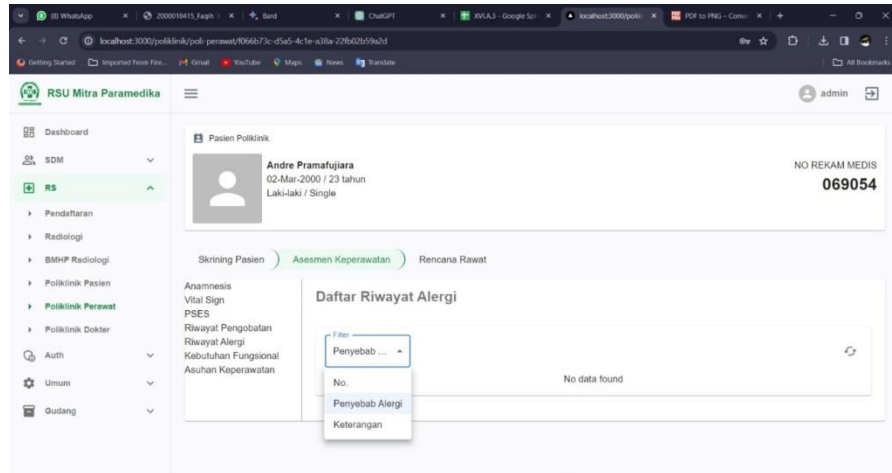 (8) WhatsApp
2000018415_Faqih
Bard
ChatGPT
XVI.A.1 - Google Spr
localhost:3000/polik
PDF to PNG – Conve
localhost:3000/poliklinik/poli-perawat/f066b73c-d5a5-4c1e-a38a-22fb02b59a2d
Getting Started
Imported From Fire...
Gmail
YouTube
Maps
News
Translate
All Bookmarks
RSU Mitra Paramedika
admin
Dashboard
SDM
RS
Pendaftaran
Radiologi
BMHP Radiologi
Poliklinik Pasien
Poliklinik Perawat
Poliklinik Dokter
Auth
Umum
Gudang
Pasien Poliklinik
Andre Pramafujiara
02-Mar-2000 / 23 tahun
Laki-laki / Single
NO REKAM MEDIS
069054
Skrining Pasien
Asesmen Keperawatan
Rencana Rawat
Anamnesis
Vital Sign
PSES
Riwayat Pengobatan
Riwayat Alergi
Kebutuhan Fungsional
Asuhan Keperawatan
Daftar Riwayat Alergi
Filter
Penyebab ...
No.
Penyebab Alergi
Keterangan
No data found